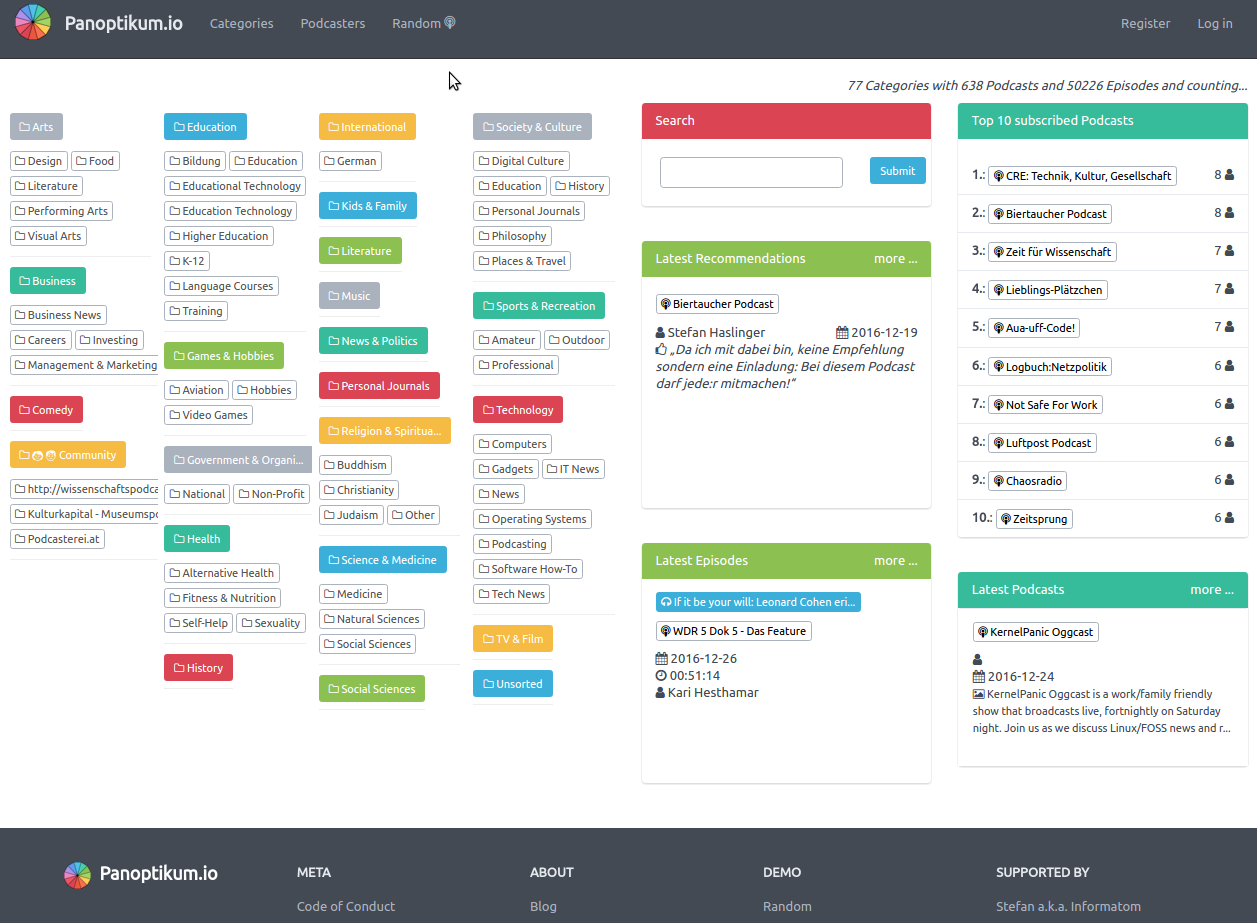 Panoptikum.io
Categories
Podcasters
Random
Register
Log in
77 Categories with 638 Podcasts and 50226 Episodes and counting...
Arts
Design
Food
Literature
Performing Arts
Visual Arts
Business
Business News
Careers
Investing
Management & Marketing
Comedy
Community
http://wissenschaftspodca
Kulturkapital - Museumspo
Podcasterei.at
Education
Bildung
Education
Educational Technology
Education Technology
Higher Education
K-12
Language Courses
Training
Games & Hobbies
Aviation
Hobbies
Video Games
Government & Organi...
National
Non-Profit
Health
Alternative Health
Fitness & Nutrition
Self-Help
Sexuality
History
International
German
Kids & Family
Literature
Music
News & Politics
Personal Journals
Religion & Spiritua...
Buddhism
Christianity
Judaism
Other
Science & Medicine
Medicine
Natural Sciences
Social Sciences
Social Sciences
Society & Culture
Digital Culture
Education
History
Personal Journals
Philosophy
Places & Travel
Sports & Recreation
Amateur
Outdoor
Professional
Technology
Computers
Gadgets
IT News
News
Operating Systems
Podcasting
Software How-To
Tech News
TV & Film
Unsorted
Search
Submit
Latest Recommendations more ...
Biertaucher Podcast
Stefan Haslinger 2016-12-19
„Da ich mit dabei bin, keine Empfehlung
sondern eine Einladung: Bei diesem Podcast
darf jede:r mitmachen!“
Latest Episodes more ...
If it be your will: Leonard Cohen eri...
WDR 5 Dok 5 - Das Feature
2016-12-26
00:51:14
Kari Hesthamar
Top 10 subscribed Podcasts
1.: CRE: Technik, Kultur, Gesellschaft 8
2.: Biertaucher Podcast 8
3.: Zeit für Wissenschaft 7
4.: Lieblings-Plätzchen 7
5.: Aua-uff-Code! 7
6.: Logbuch:Netzpolitik 6
7.: Not Safe For Work 6
8.: Luftpost Podcast 6
9.: Chaosradio 6
10.: Zeitsprung 6
Latest Podcasts more ...
KernelPanic Oggcast
2016-12-24
KernelPanic Oggcast is a work/family friendly
show that broadcasts live, fortnightly on Saturday
night. Join us as we discuss Linux/FOSS news and r...
Panoptikum.io
META
Code of Conduct
ABOUT
Blog
DEMO
Random
SUPPORTED BY
Stefan a.k.a. Informatom